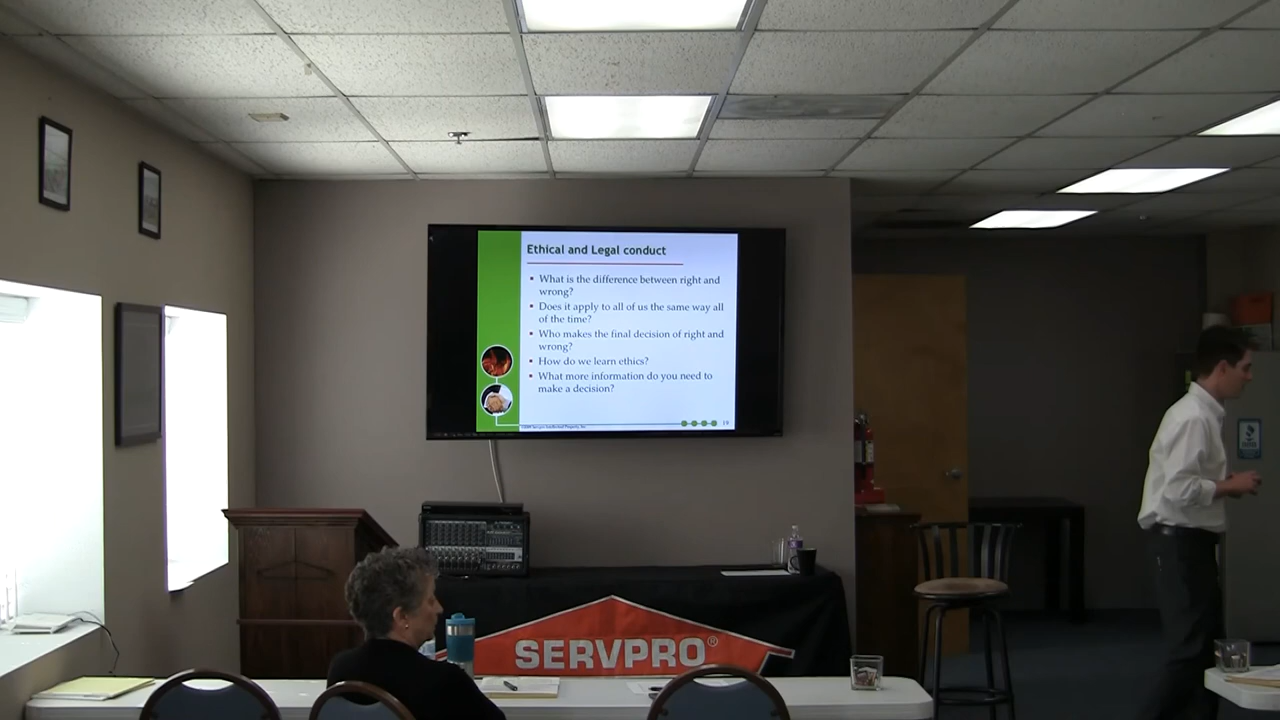 Ethical and Legal conduct
• What is the difference between right and
wrong?
• Does it apply to all of us the same way all
of the time?
• Who makes the final decision of right and
wrong?
• How do we learn ethics?
• What more information do you need to
make a decision?
19
SERVPRO®